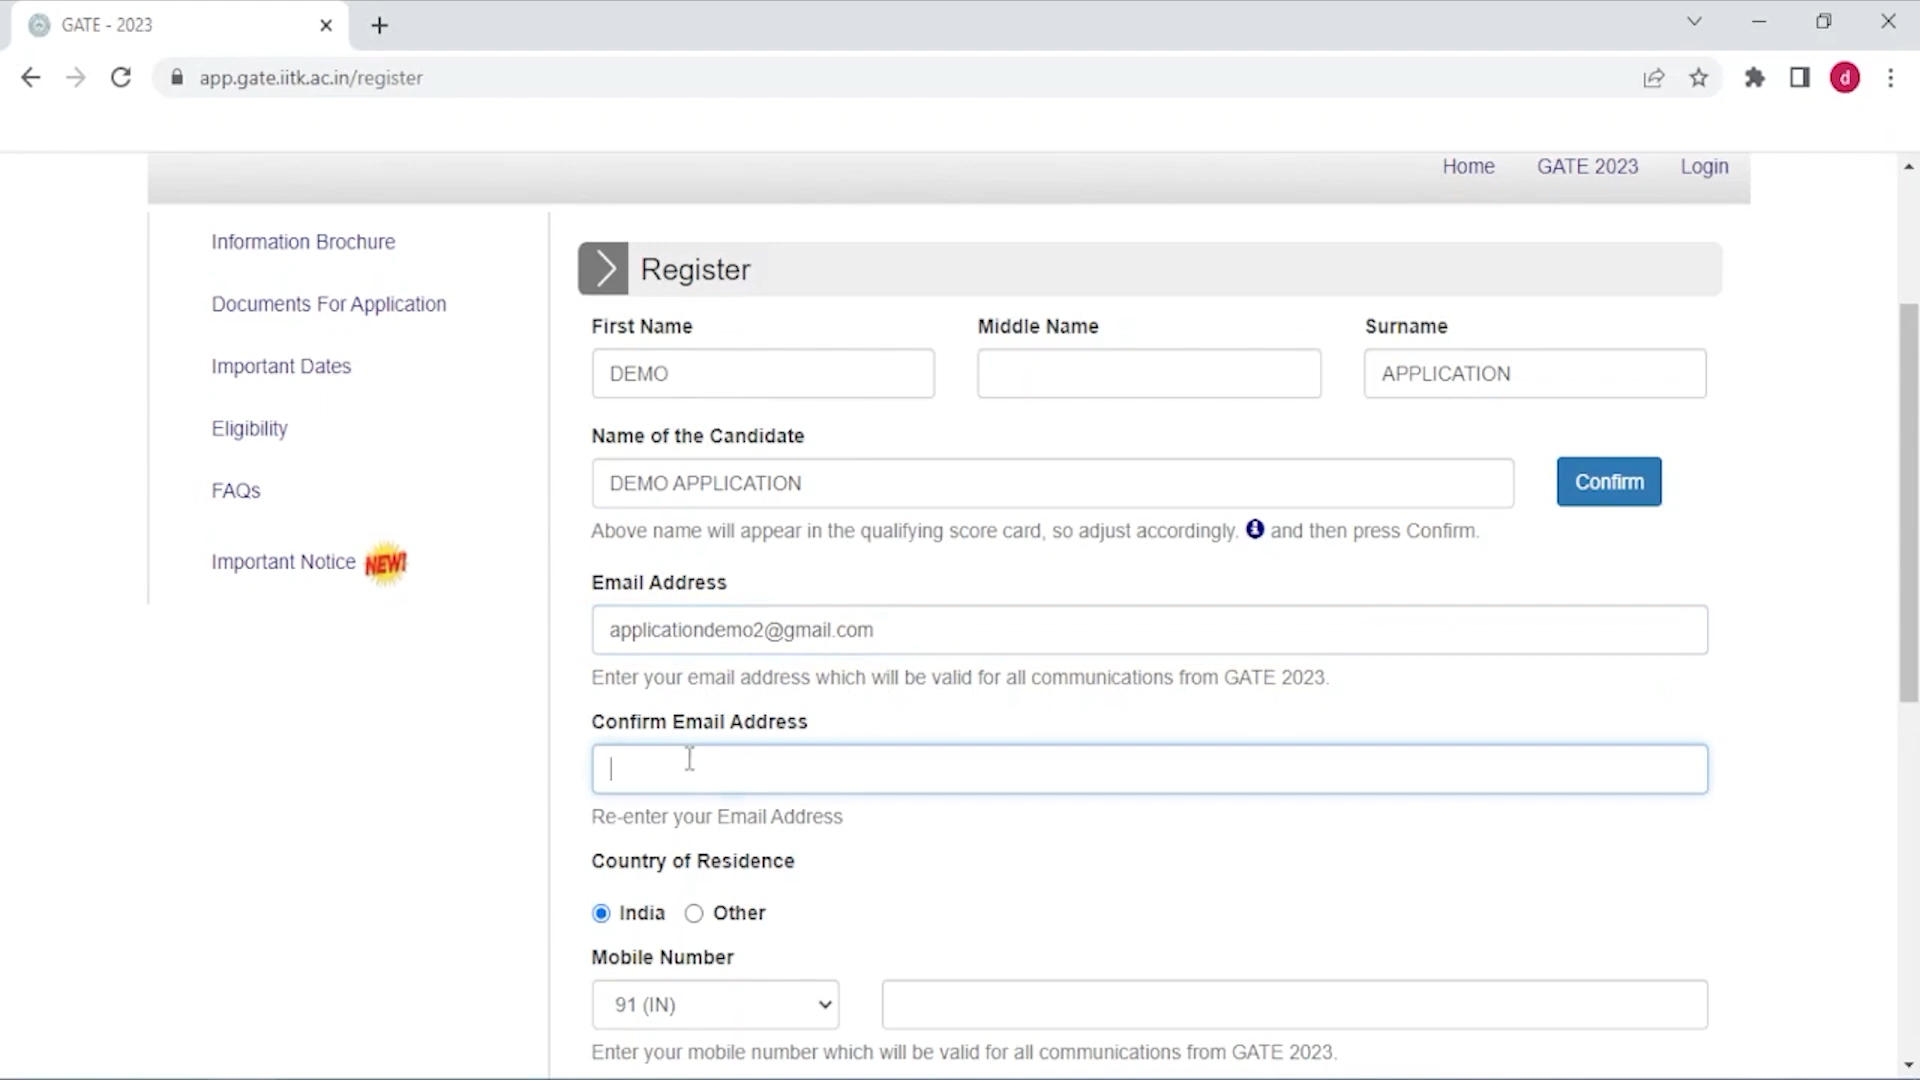 GATE - 2023
app.gate.iitk.ac.in/register
d
Home GATE 2023 Login
Information Brochure
Documents For Application
Important Dates
Eligibility
FAQs
Important Notice NEW!
Register
First Name Middle Name Surname
DEMO APPLICATION
Name of the Candidate
DEMO APPLICATION Confirm
Above name will appear in the qualifying score card, so adjust accordingly. i and then press Confirm.
Email Address
applicationdemo2@gmail.com
Enter your email address which will be valid for all communications from GATE 2023.
Confirm Email Address
Re-enter your Email Address
Country of Residence
India Other
Mobile Number
91 (IN)
Enter your mobile number which will be valid for all communications from GATE 2023.